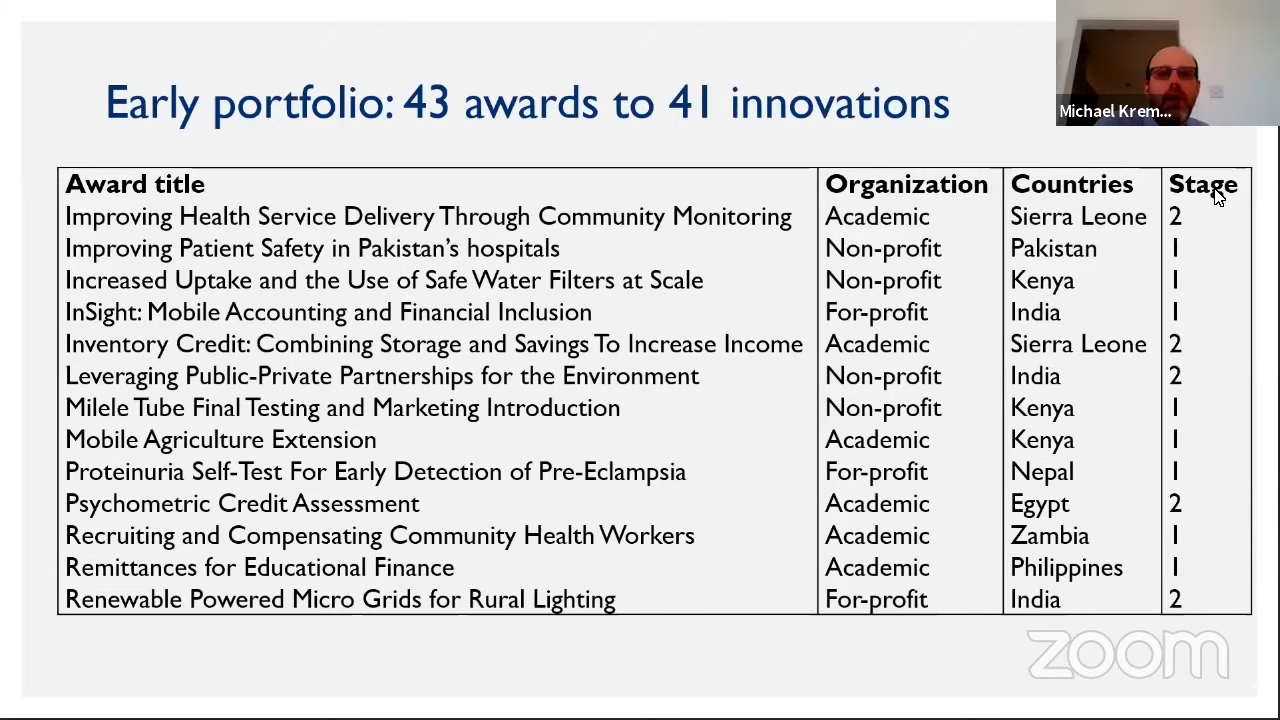 Early portfolio: 43 awards to 41 innovations
Michael Krem...
Award title Organization Countries Stage
Improving Health Service Delivery Through Community Monitoring Academic Sierra Leone 2
Improving Patient Safety in Pakistan’s hospitals Non-profit Pakistan 1
Increased Uptake and the Use of Safe Water Filters at Scale Non-profit Kenya 1
InSight: Mobile Accounting and Financial Inclusion For-profit India 1
Inventory Credit: Combining Storage and Savings To Increase Income Academic Sierra Leone 2
Leveraging Public-Private Partnerships for the Environment Non-profit India 2
Milele Tube Final Testing and Marketing Introduction Non-profit Kenya 1
Mobile Agriculture Extension Academic Kenya 1
Proteinuria Self-Test For Early Detection of Pre-Eclampsia For-profit Nepal 1
Psychometric Credit Assessment Academic Egypt 2
Recruiting and Compensating Community Health Workers Academic Zambia 1
Remittances for Educational Finance Academic Philippines 1
Renewable Powered Micro Grids for Rural Lighting For-profit India 2
zoom